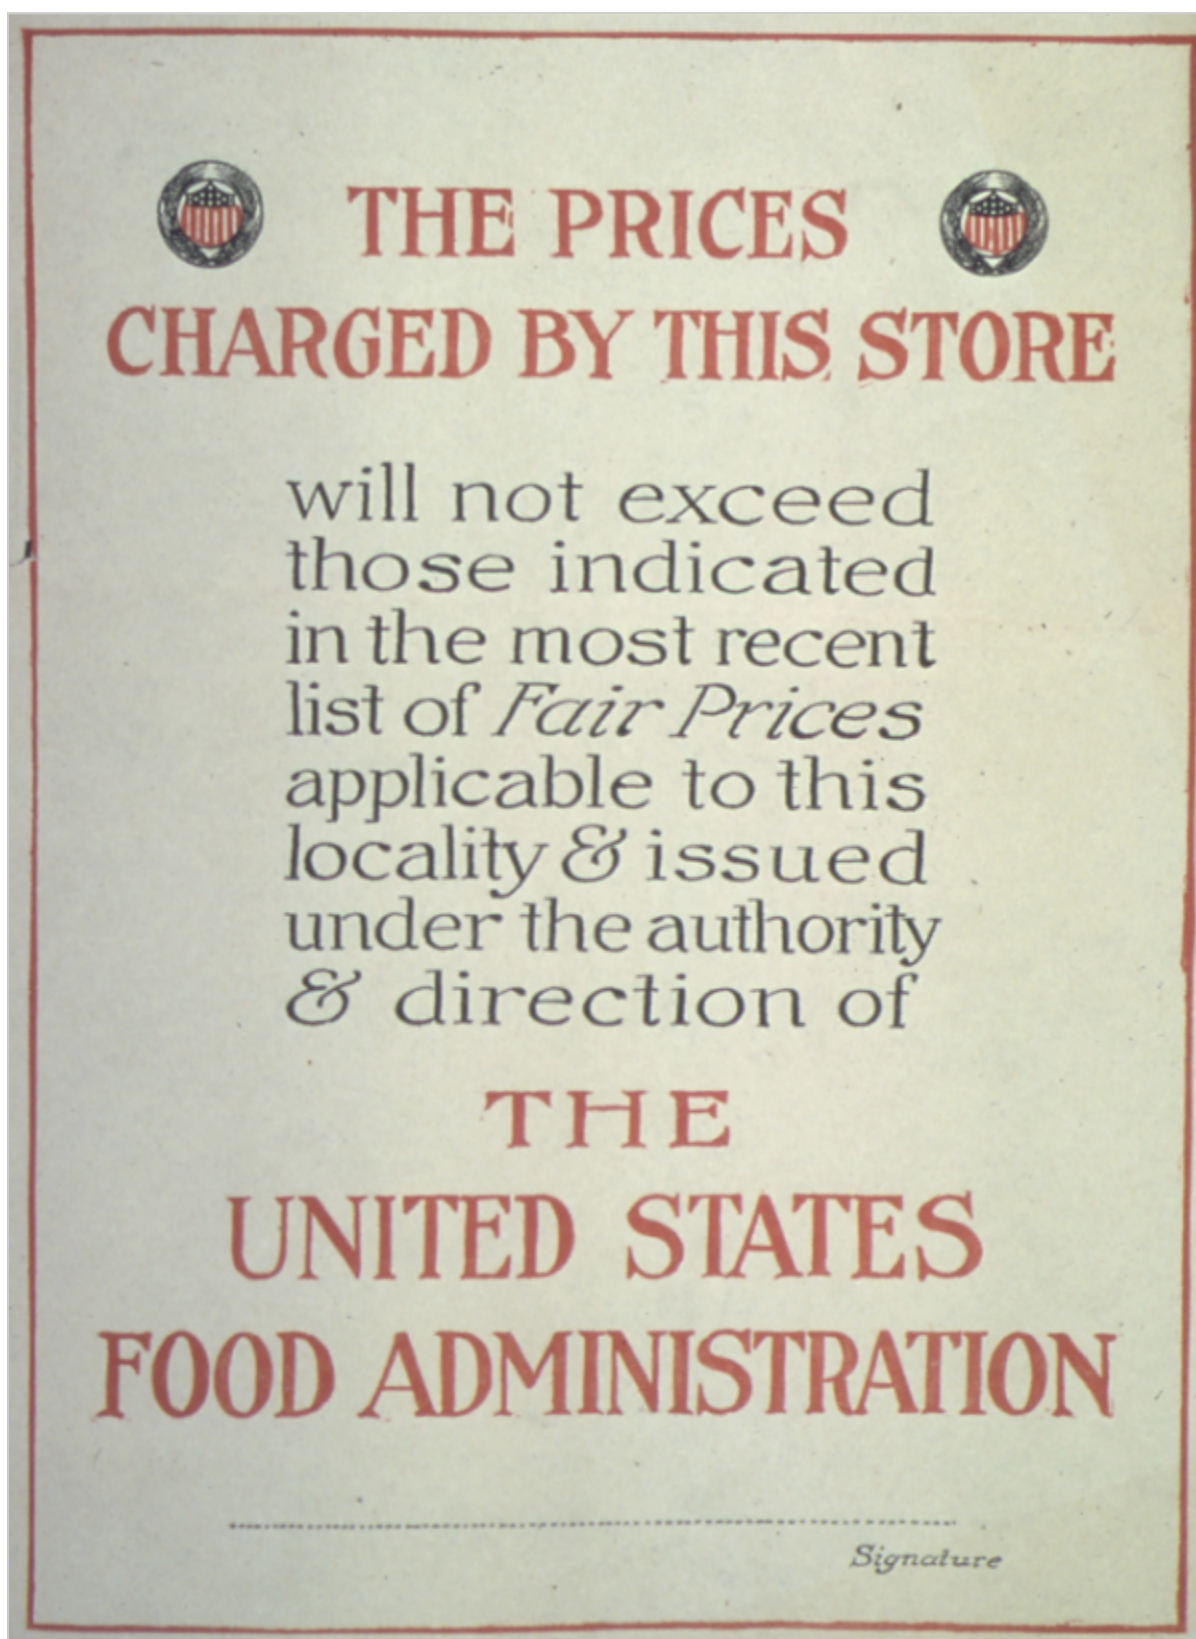 THE PRICES
CHARGED BY THIS STORE
will not exceed
those indicated
in the most recent
list of Fair Prices
applicable to this
locality & issued
under the authority
& direction of
THE
UNITED STATES
FOOD ADMINISTRATION
Signature